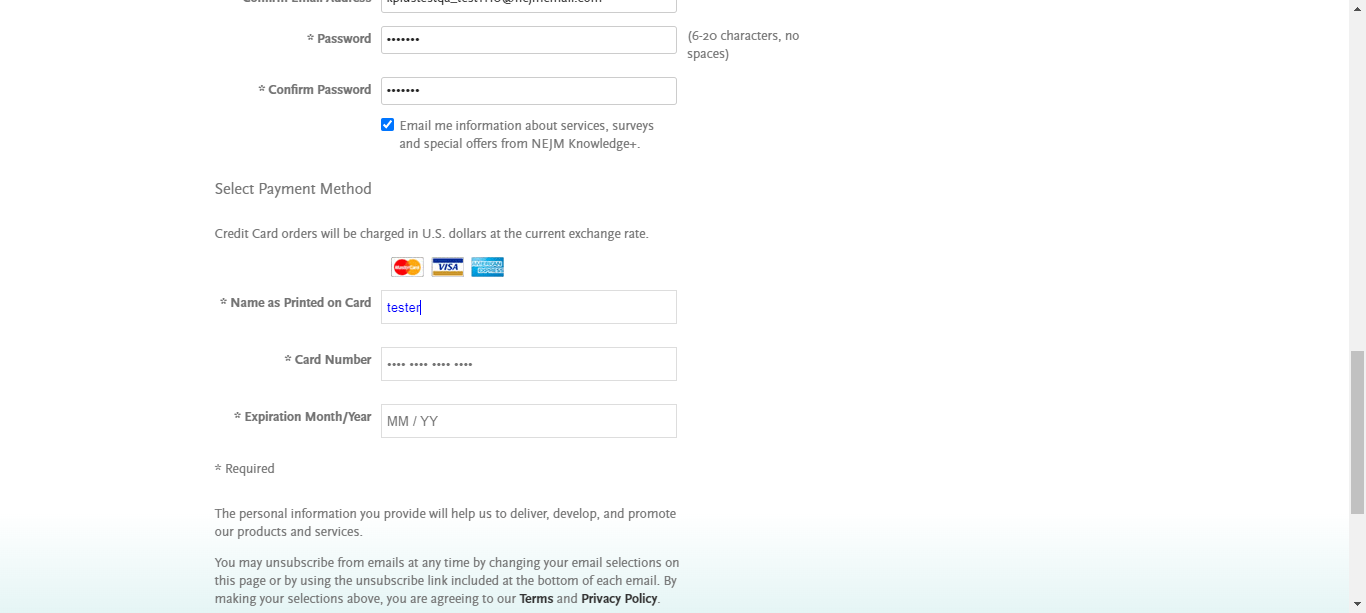 * Password
(6-20 characters, no
spaces)
•••••••
* Confirm Password
•••••••
Email me information about services, surveys
and special offers from NEJM Knowledge+.
Select Payment Method
Credit Card orders will be charged in U.S. dollars at the current exchange rate.
MasterCard VISA AMERICAN EXPRESS
* Name as Printed on Card
tester
* Card Number
•••• •••• •••• ••••
* Expiration Month/Year
MM / YY
* Required
The personal information you provide will help us to deliver, develop, and promote
our products and services.
You may unsubscribe from emails at any time by changing your email selections on
this page or by using the unsubscribe link included at the bottom of each email. By
making your selections above, you are agreeing to our Terms and Privacy Policy.